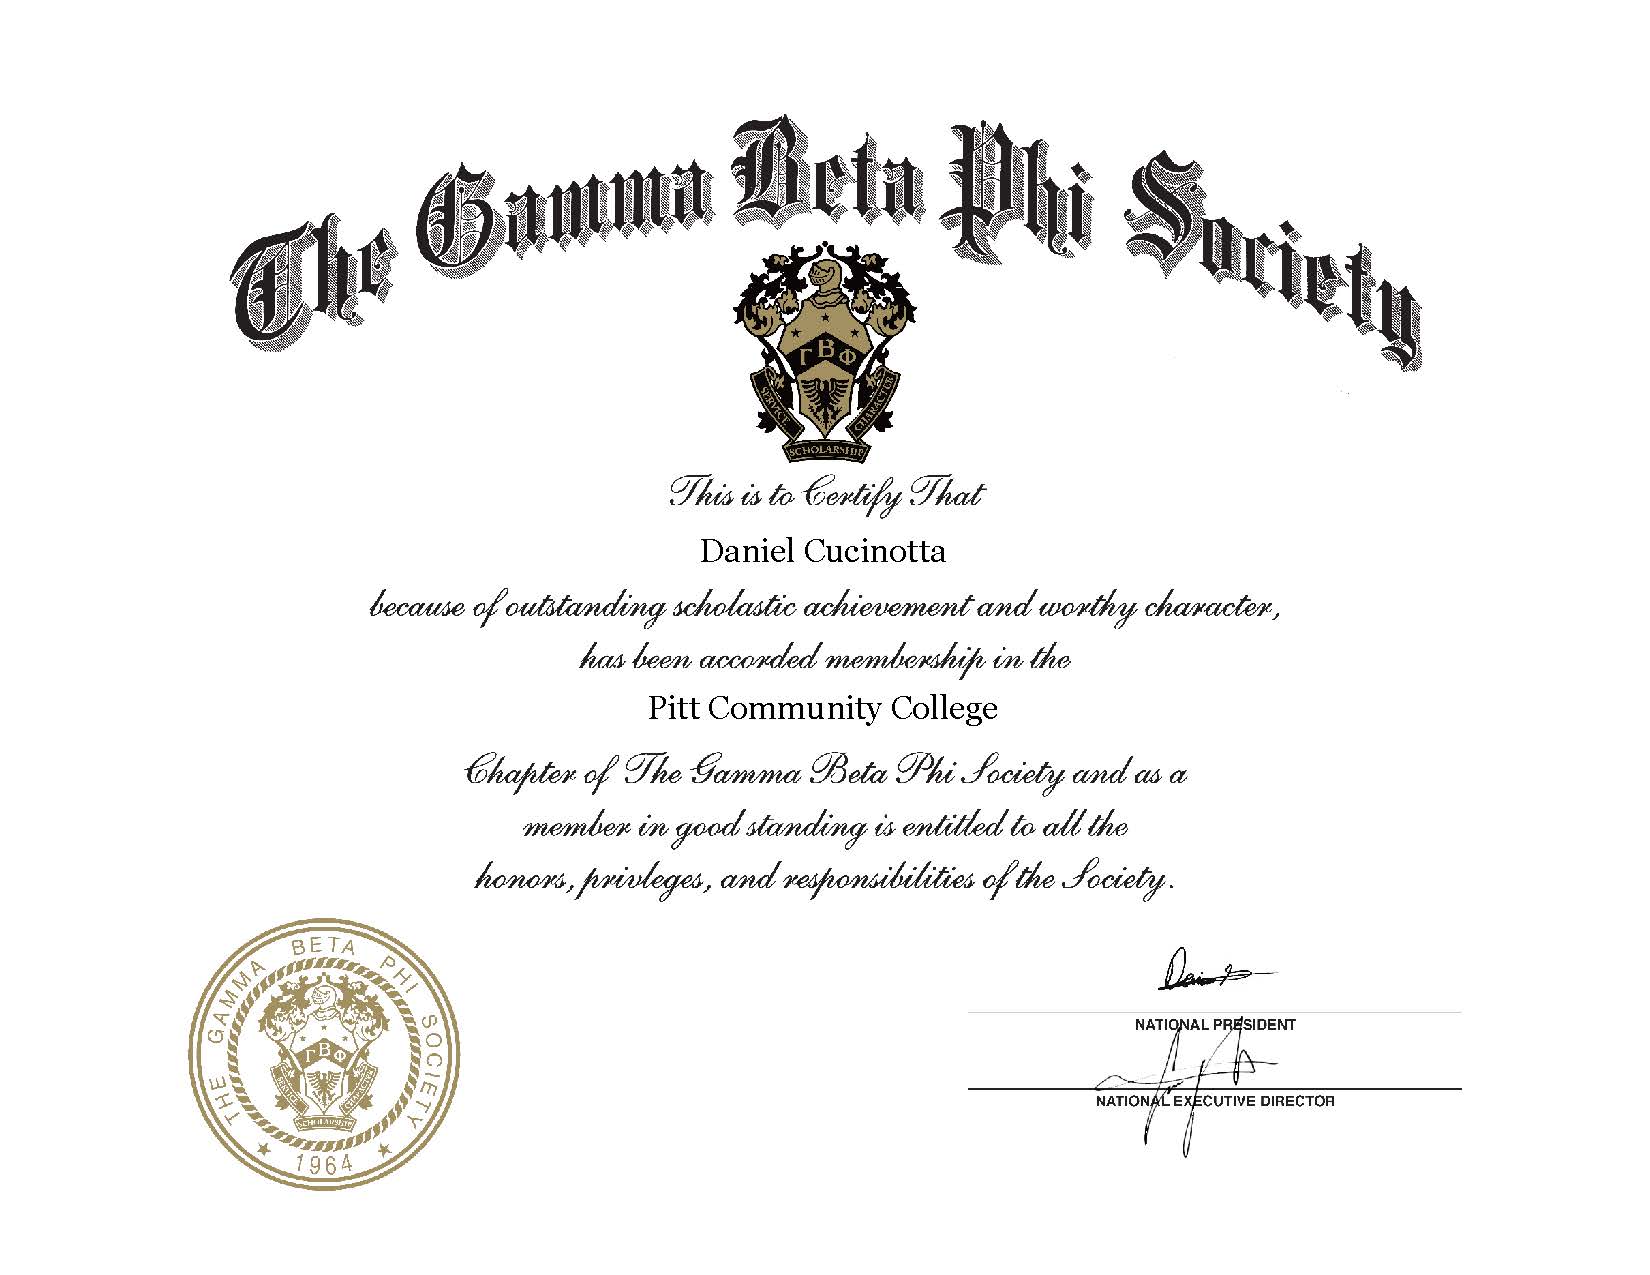 The Gamma Beta Phi Society
Γ Β Φ
SERVICE
CHARACTER
SCHOLARSHIP
This is to Certify That
Daniel Cucinotta
because of outstanding scholastic achievement and worthy character,
has been accorded membership in the
Pitt Community College
Chapter of The Gamma Beta Phi Society and as a
member in good standing is entitled to all the
honors, privleges, and responsibilities of the Society.
THE GAMMA BETA PHI SOCIETY
Γ Β Φ
SERVICE
CHARACTER
SCHOLARSHIP
1964
NATIONAL PRESIDENT
NATIONAL EXECUTIVE DIRECTOR